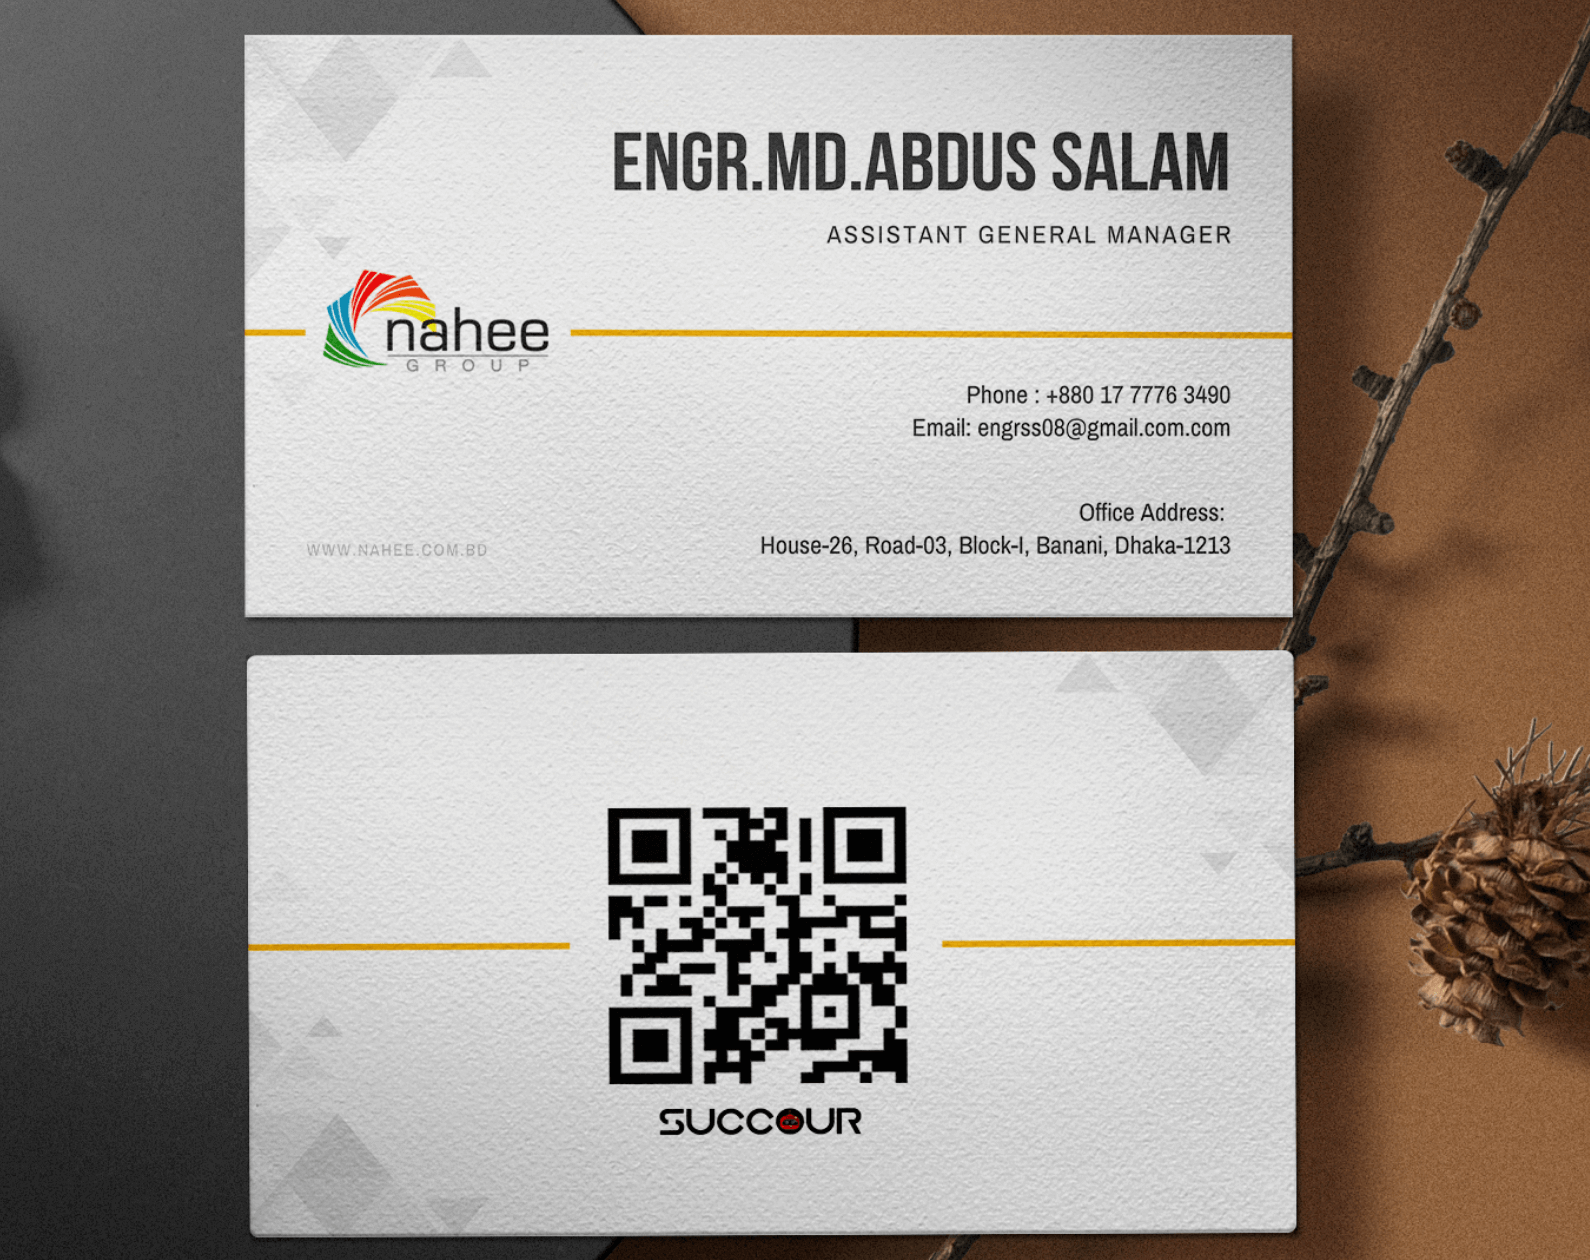 ENGR.MD.ABDUS SALAM
ASSISTANT GENERAL MANAGER
nahee
GROUP
Phone : +880 17 7776 3490
Email: engrss08@gmail.com.com
Office Address:
House-26, Road-03, Block-I, Banani, Dhaka-1213
WWW.NAHEE.COM.BD
SUCCOUR